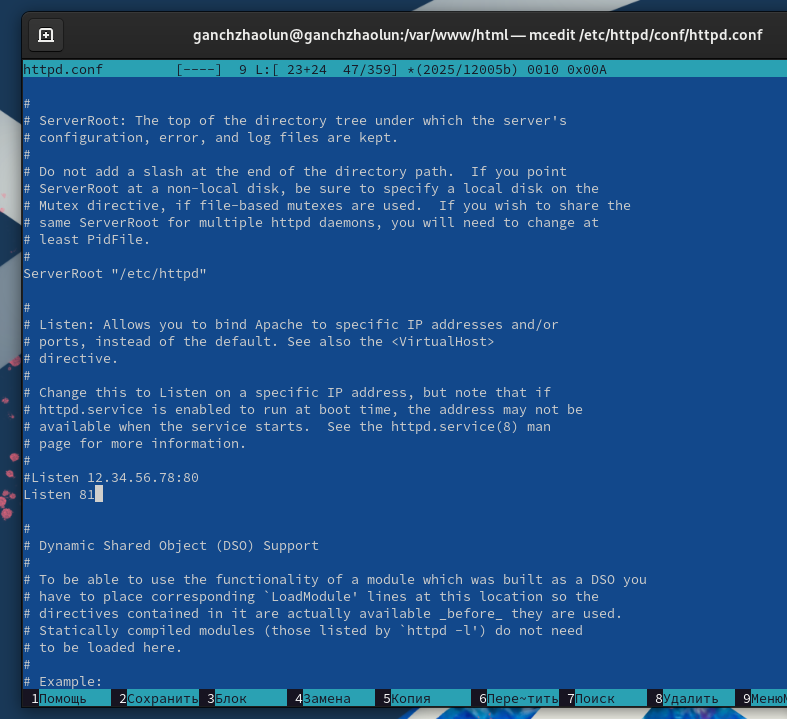 ganchzhaolun@ganchzhaolun:/var/www/html — mcedit /etc/httpd/conf/httpd.conf
httpd.conf [----] 9 L:[ 23+24 47/359] *(2025/12005b) 0010 0x00A
#
# ServerRoot: The top of the directory tree under which the server's
# configuration, error, and log files are kept.
#
# Do not add a slash at the end of the directory path. If you point
# ServerRoot at a non-local disk, be sure to specify a local disk on the
# Mutex directive, if file-based mutexes are used. If you wish to share the
# same ServerRoot for multiple httpd daemons, you will need to change at
# least PidFile.
#
ServerRoot "/etc/httpd"
#
# Listen: Allows you to bind Apache to specific IP addresses and/or
# ports, instead of the default. See also the <VirtualHost>
# directive.
#
# Change this to Listen on a specific IP address, but note that if
# httpd.service is enabled to run at boot time, the address may not be
# available when the service starts. See the httpd.service(8) man
# page for more information.
#
#Listen 12.34.56.78:80
Listen 81
#
# Dynamic Shared Object (DSO) Support
#
# To be able to use the functionality of a module which was built as a DSO you
# have to place corresponding `LoadModule' lines at this location so the
# directives contained in it are actually available _before_ they are used.
# Statically compiled modules (those listed by `httpd -l') do not need
# to be loaded here.
#
# Example:
1Помощь 2Сохранить 3Блок 4Замена 5Копия 6Пере~тить 7Поиск 8Удалить 9МенюM